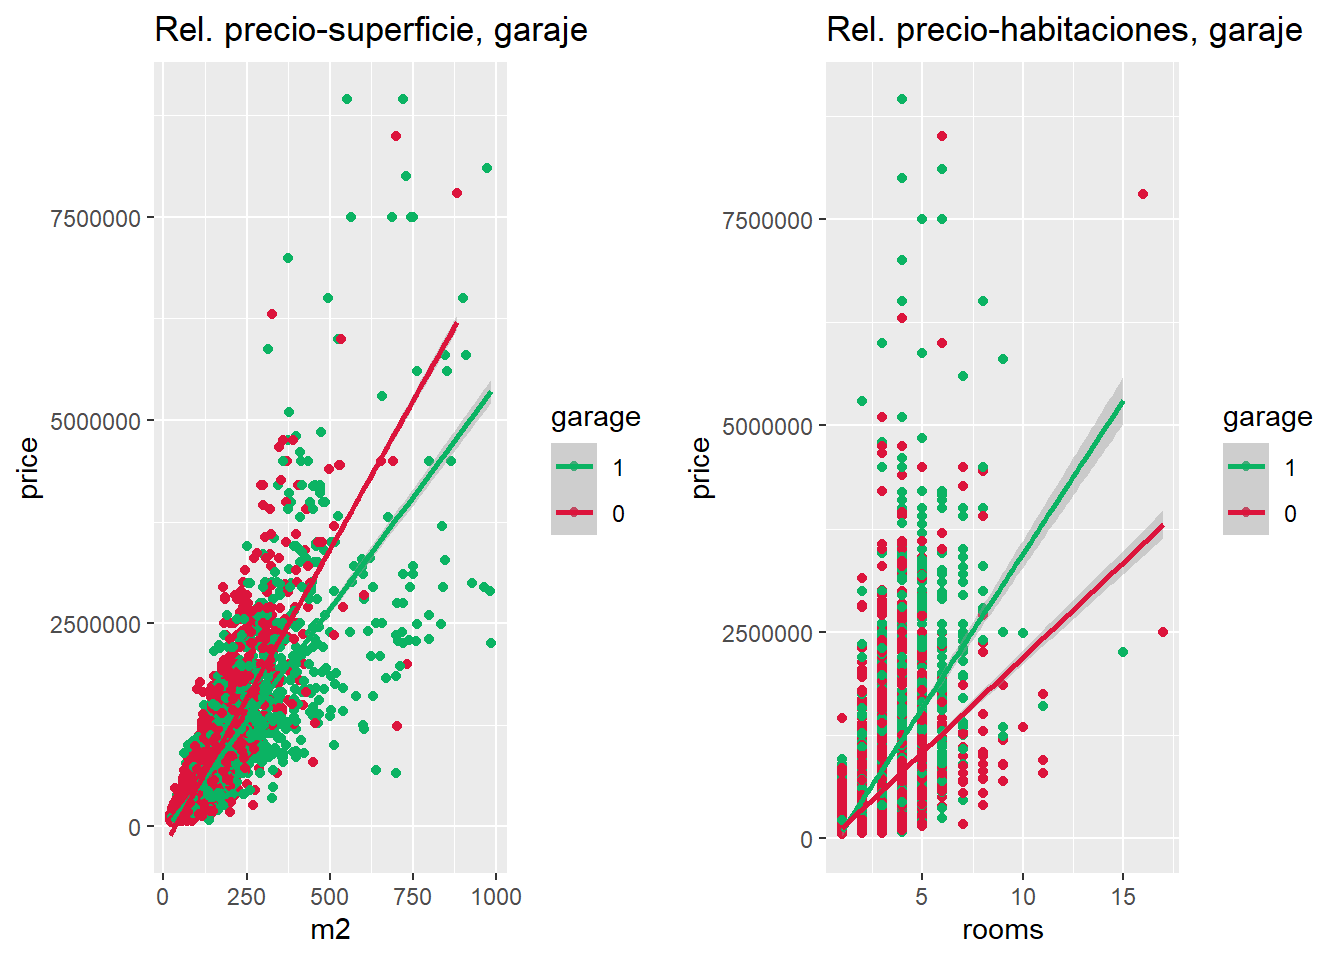 Rel. precio-superficie, garaje
price
7500000
5000000
2500000
0
0 250 500 750 1000
m2
garage
1
0
Rel. precio-habitaciones, garaje
price
7500000
5000000
2500000
0
5 10 15
rooms
garage
1
0